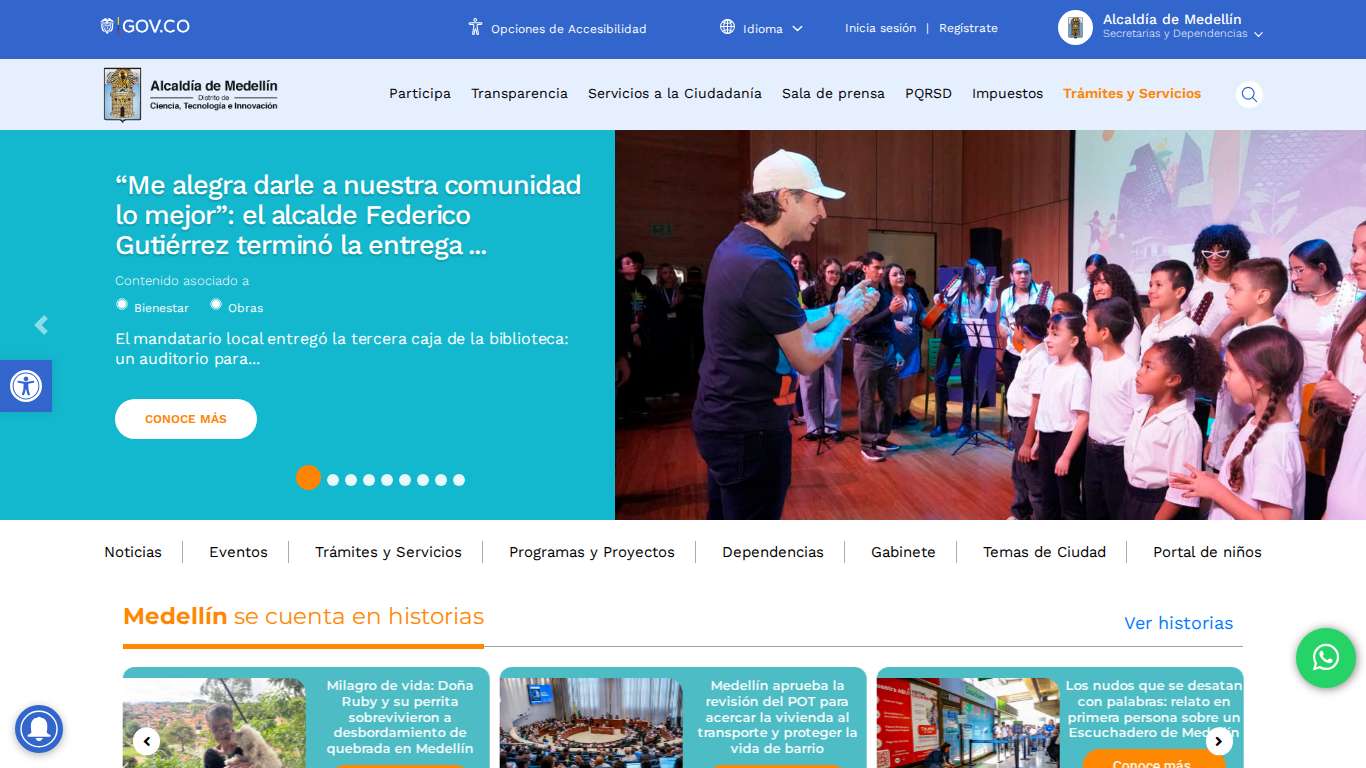 GOV.CO
Opciones de Accesibilidad
Idioma
Inicia sesión | Regístrate
Alcaldía de Medellín
Secretarias y Dependencias
Alcaldía de Medellín
Distrito de
Ciencia, Tecnología e Innovación
Participa
Transparencia
Servicios a la Ciudadanía
Sala de prensa
PQRSD
Impuestos
Trámites y Servicios
“Me alegra darle a nuestra comunidad
lo mejor”: el alcalde Federico
Gutiérrez terminó la entrega ...
Contenido asociado a
Bienestar
Obras
El mandatario local entregó la tercera caja de la biblioteca:
un auditorio para...
CONOCE MÁS
Noticias
Eventos
Trámites y Servicios
Programas y Proyectos
Dependencias
Gabinete
Temas de Ciudad
Portal de niños
Medellín se cuenta en historias
Ver historias
Milagro de vida: Doña
Ruby y su perrita
sobrevivieron a
desbordamiento de
quebrada en Medellín
Medellín aprueba la
revisión del POT para
acercar la vivienda al
transporte y proteger la
vida de barrio
Los nudos que se desatan
con palabras: relato en
primera persona sobre un
Escuchadero de Medellín
Conoce más